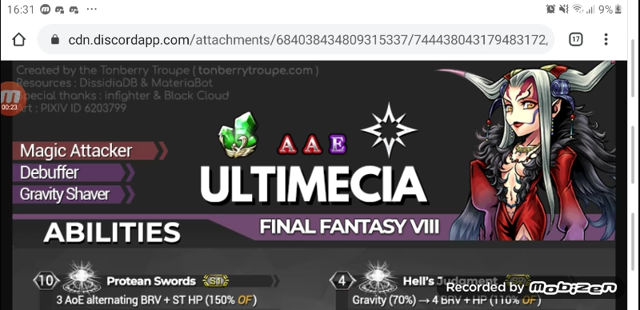 16:31 9%
cdn.discordapp.com/attachments/684038434809315337/744438043179483172, 17
Created by the Tonberry Troupe ( tonberrytroupe.com )
Resources : DissidiaDB & MateriaBot
Special thanks : infighter & Black Cloud
Art : PIXIV ID 6203799
00:23
x2 A A E
Magic Attacker
Debuffer
Gravity Shaver
ULTIMECIA
FINAL FANTASY VIII
ABILITIES
10 Protean Swords S1
3 AoE alternating BRV + ST HP (150% OF)
4 Hell's Judgment
Gravity (70%) → 4 BRV + HP (110% OF)
Recorded by Mobizen